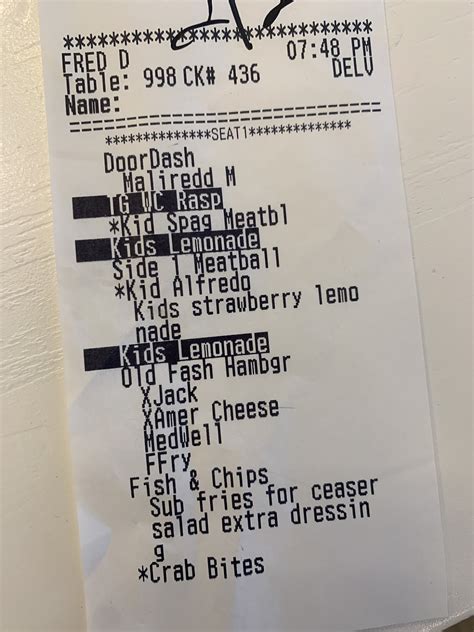 ***************************
FRED D 07:48 PM
Table: 998 CK# 436 DELV
Name:
==============================
**************SEAT1**************
DoorDash
Maliredd M
TG WC Rasp
*Kid Spag Meatbl
Kids Lemonade
Side 1 Meatball
*Kid Alfredo
Kids strawberry lemo
nade
Kids Lemonade
Old Fash Hambgr
XJack
XAmer Cheese
MedWell
FFry
Fish & Chips
Sub fries for ceaser
salad extra dressin
g
*Crab Bites